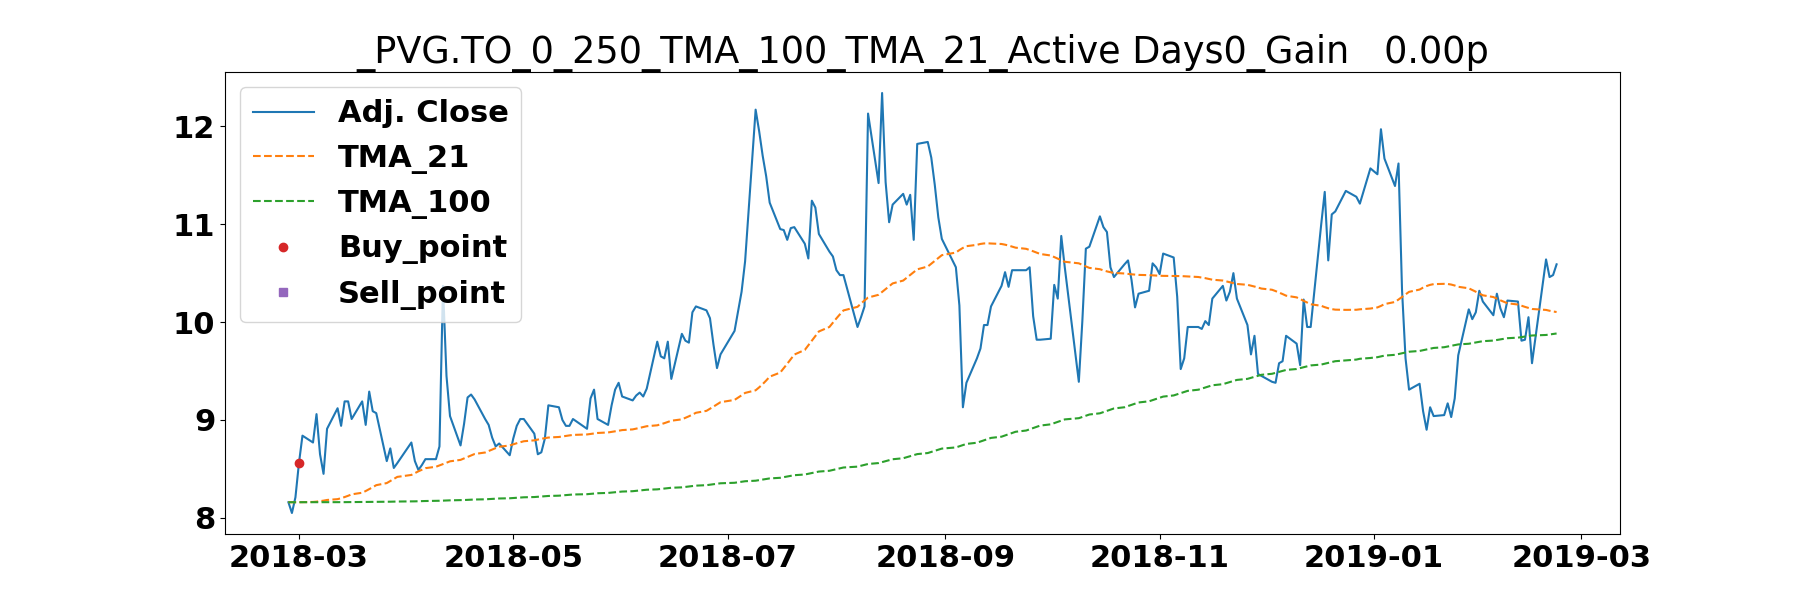 _PVG.TO_0_250_TMA_100_TMA_21_Active Days0_Gain   0.00p
Adj. Close
TMA_21
TMA_100
Buy_point
Sell_point
12
11
10
9
8
2018-03 2018-05 2018-07 2018-09 2018-11 2019-01 2019-03